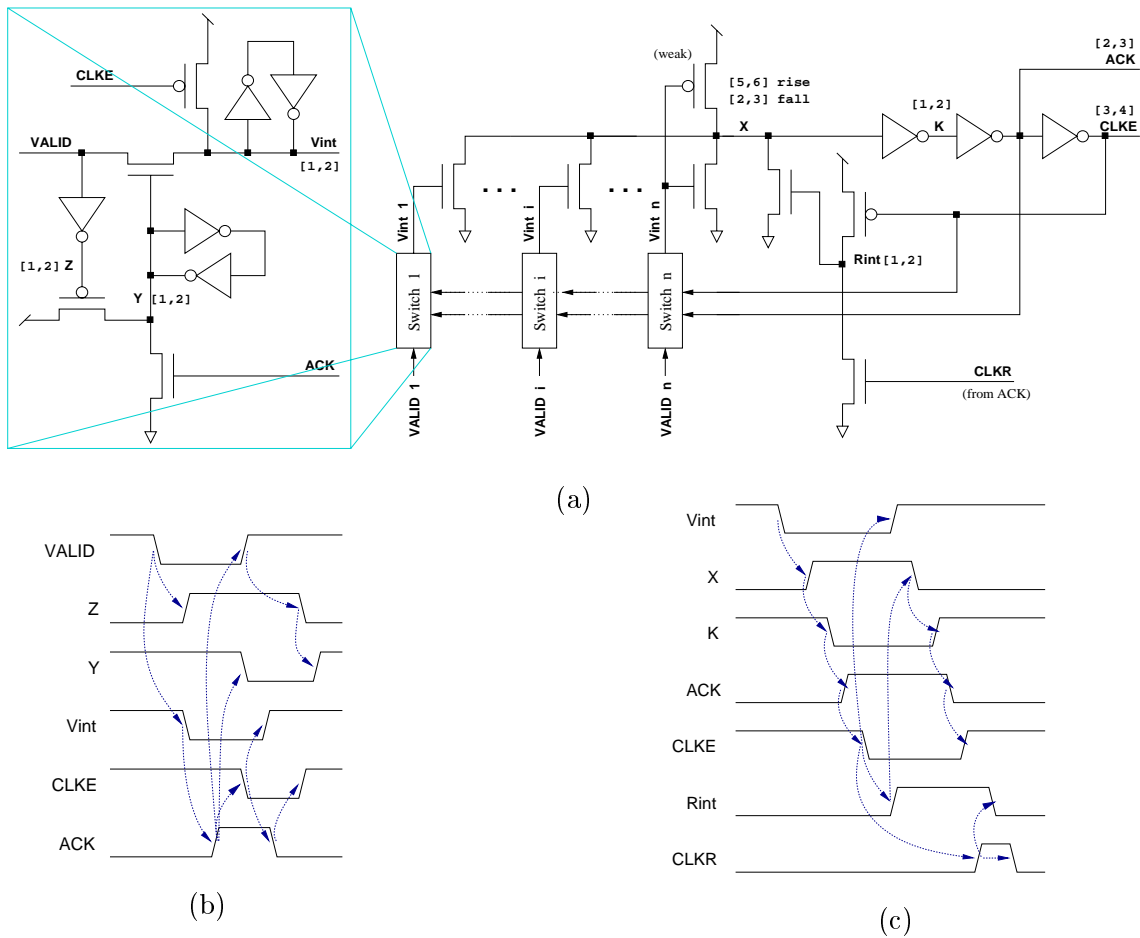 CLKE
VALID
Vint
[1,2]
[1,2] Z
Y [1,2]
ACK
(weak)
[5,6] rise
[2,3] fall
X
[1,2]
K
[2,3]
ACK
[3,4]
CLKE
Vint 1
Vint i
Vint n
. . .
. . .
Rint [1,2]
Switch 1
Switch i
Switch n
VALID 1
VALID i
VALID n
CLKR
(from ACK)
(a)
VALID
Z
Y
Vint
CLKE
ACK
(b)
Vint
X
K
ACK
CLKE
Rint
CLKR
(c)